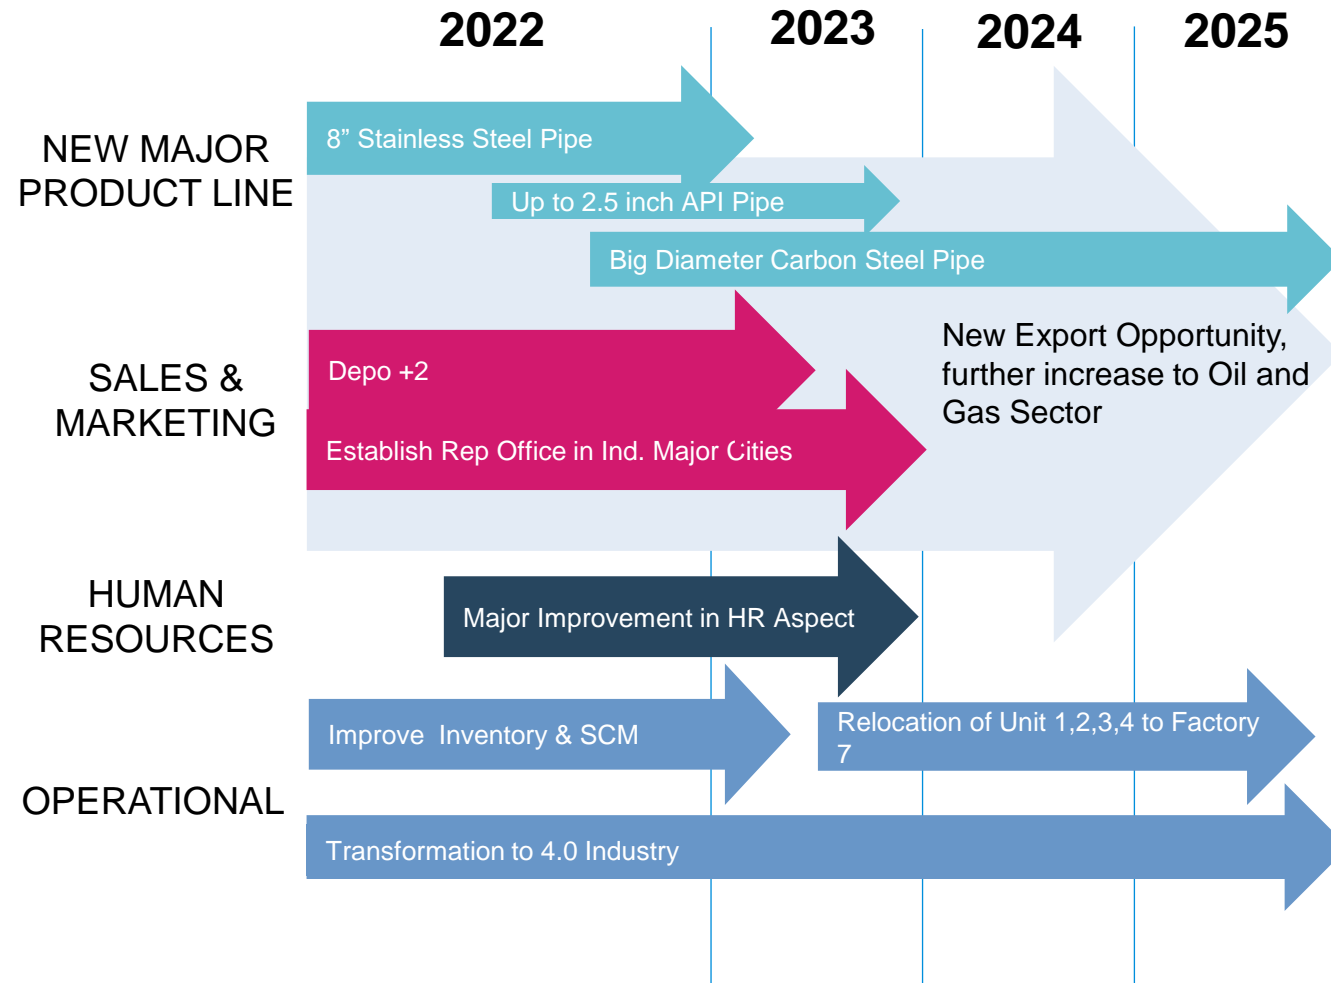 2022 2023 2024 2025
NEW MAJOR
PRODUCT LINE
8” Stainless Steel Pipe
Up to 2.5 inch API Pipe
Big Diameter Carbon Steel Pipe
SALES &
MARKETING
Depo +2
Establish Rep Office in Ind. Major Cities
New Export Opportunity,
further increase to Oil and
Gas Sector
HUMAN
RESOURCES
Major Improvement in HR Aspect
OPERATIONAL
Improve  Inventory & SCM
Relocation of Unit 1,2,3,4 to Factory
7
Transformation to 4.0 Industry